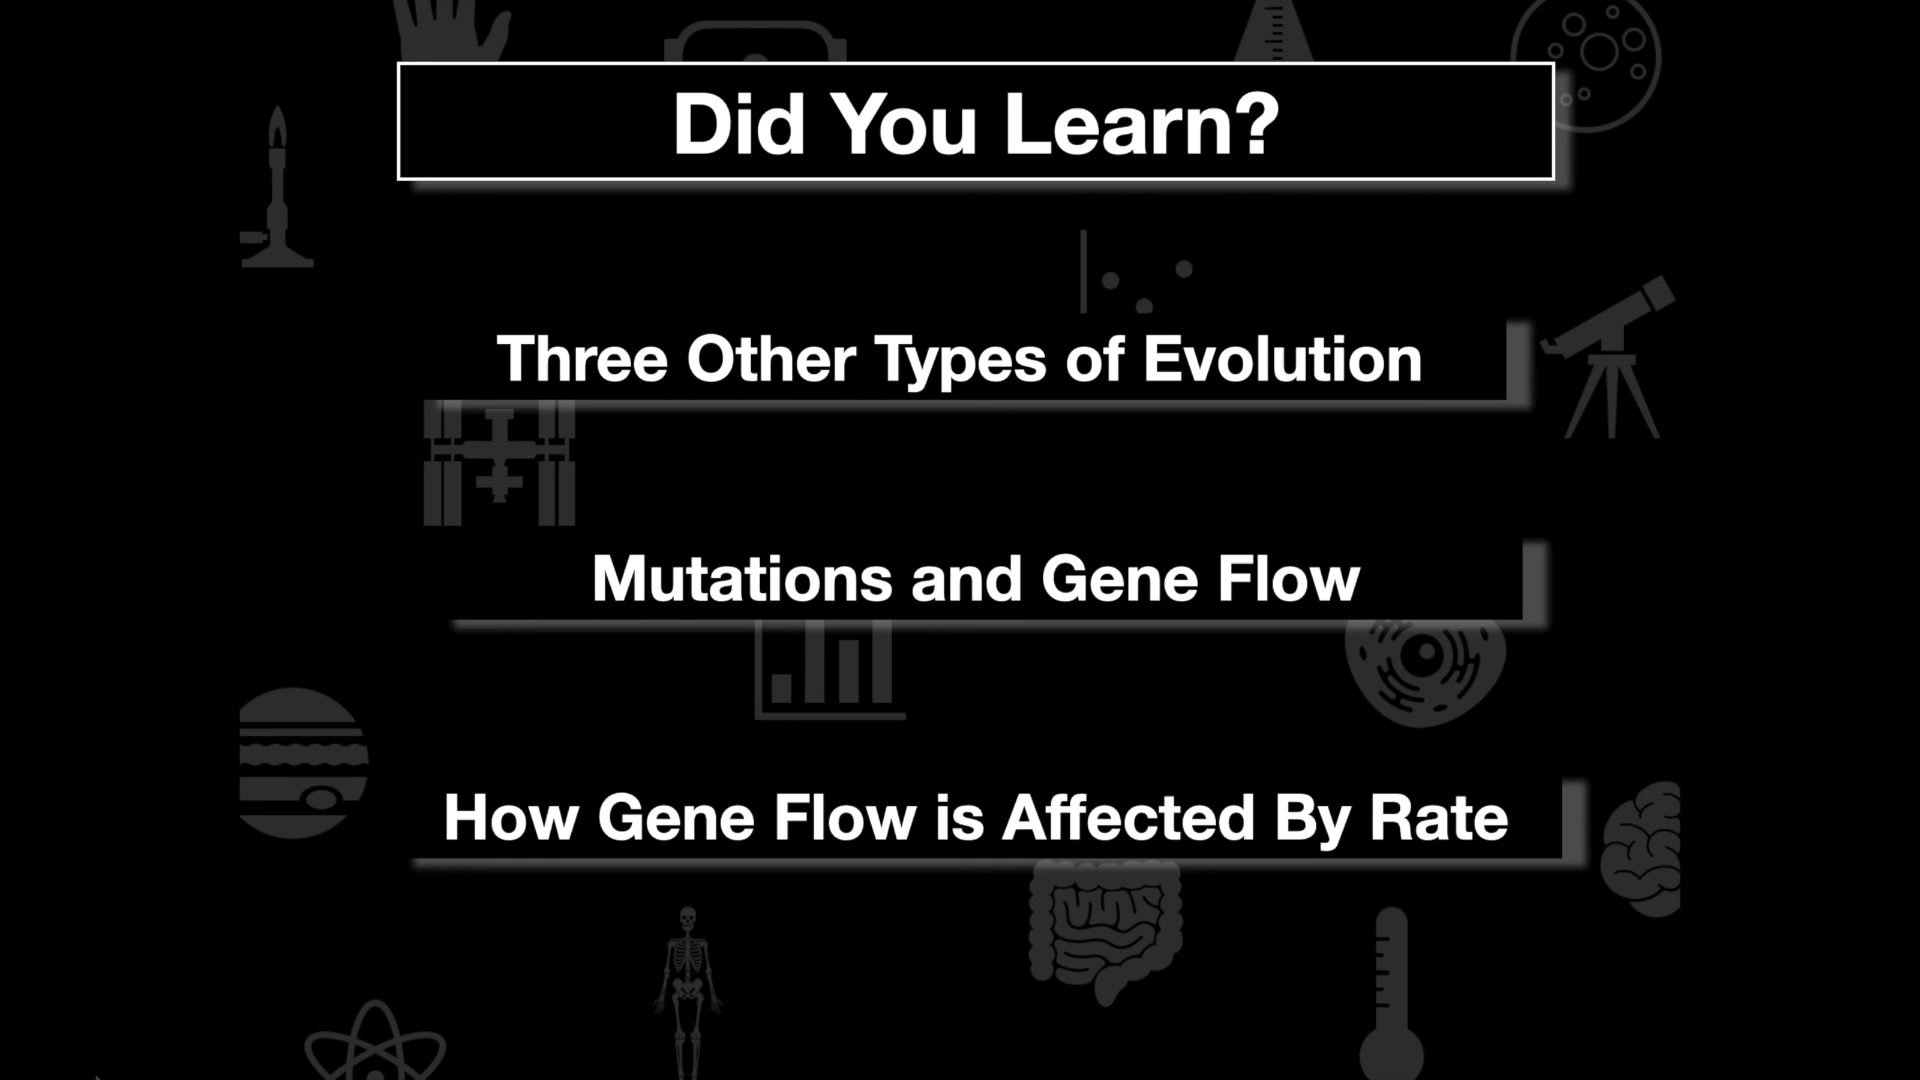 Did You Learn?
Three Other Types of Evolution
Mutations and Gene Flow
How Gene Flow is Affected By Rate